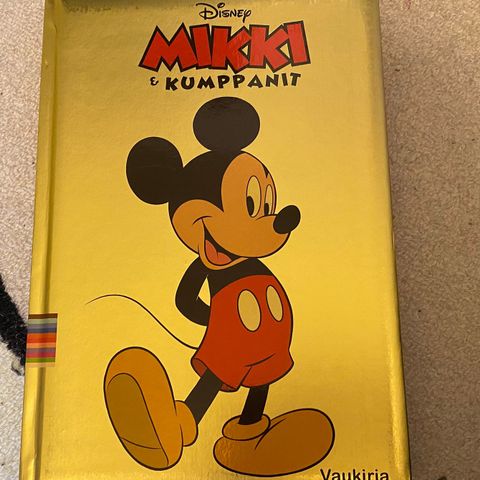 Disney
MIKKI
& KUMPPANIT
Vaukirja